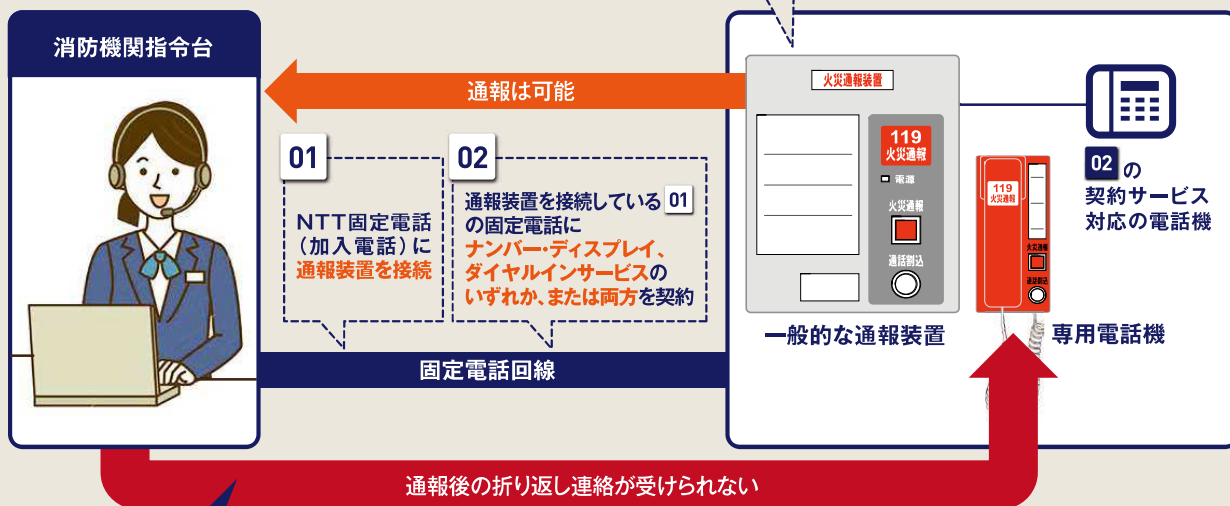 消防機関指令台
通報は可能
01
NTT固定電話
(加入電話)に
通報装置を接続
02
通報装置を接続している 01
の固定電話に
ナンバー・ディスプレイ、
ダイヤルインサービスの
いずれか、または両方を契約
固定電話回線
火災通報装置
119
火災通報
電源
火災通報
通話割込
一般的な通報装置
119
火災通報
火災通報
通話割込
専用電話機
02 の
契約サービス
対応の電話機
通報後の折り返し連絡が受けられない